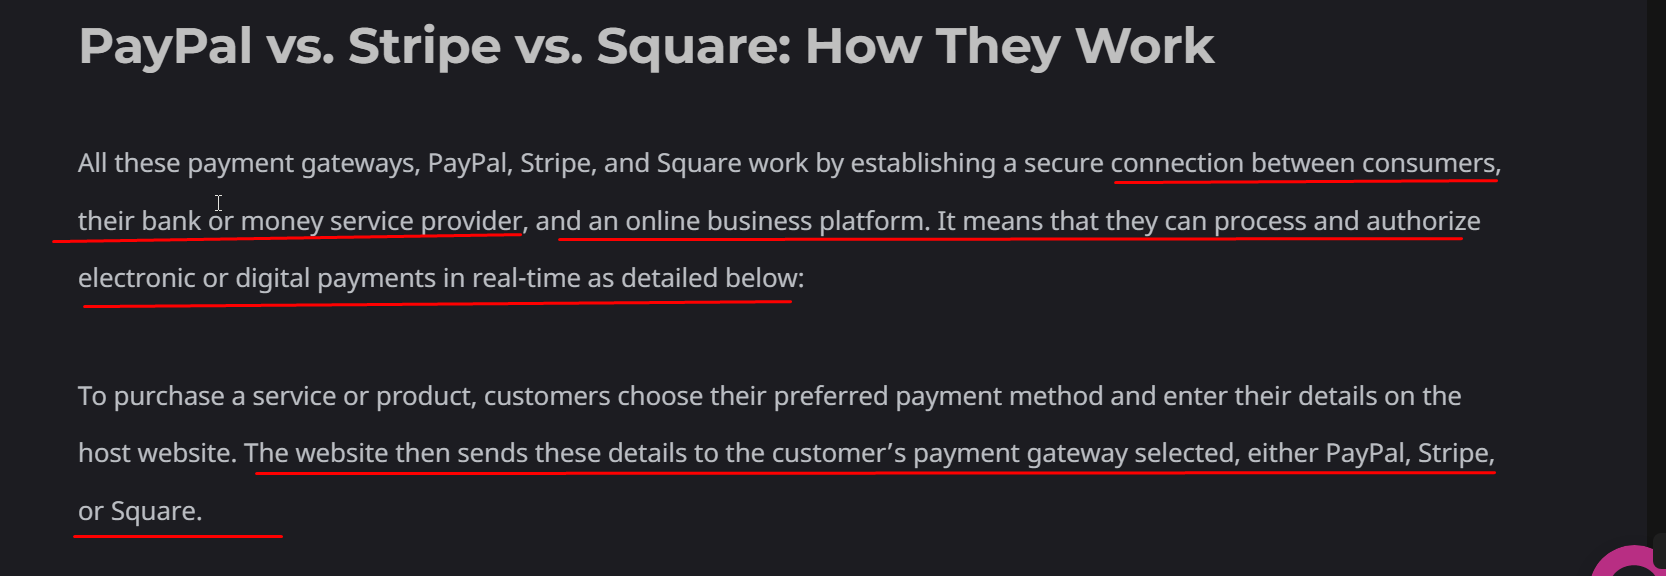 PayPal vs. Stripe vs. Square: How They Work
All these payment gateways, PayPal, Stripe, and Square work by establishing a secure connection between consumers,
their bank or money service provider, and an online business platform. It means that they can process and authorize
electronic or digital payments in real-time as detailed below:
To purchase a service or product, customers choose their preferred payment method and enter their details on the
host website. The website then sends these details to the customer’s payment gateway selected, either PayPal, Stripe,
or Square.